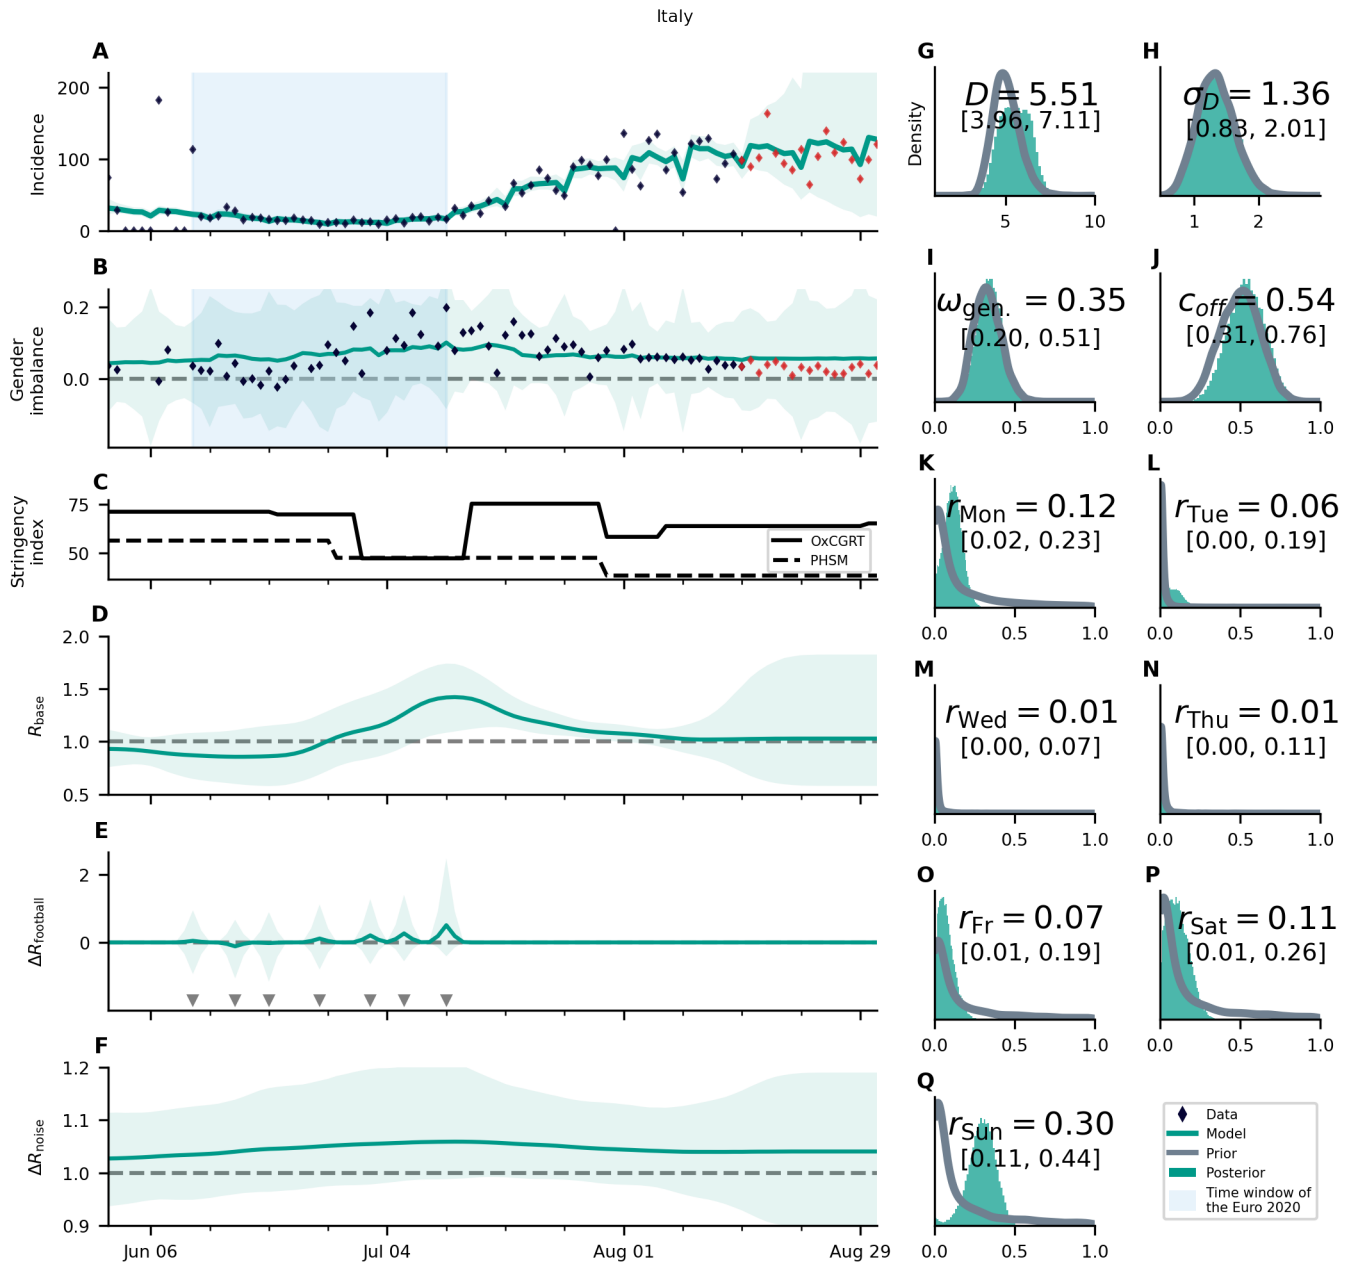 Italy
A
Incidence
200
100
0
B
Gender
imbalance
0.2
0.0
C
Stringency
index
75
50
OxCGRT
PHSM
D
R_base
2.0
1.5
1.0
0.5
E
ΔR_football
2
0
F
ΔR_noise
1.2
1.1
1.0
0.9
Jun 06 Jul 04 Aug 01 Aug 29
G
Density
D = 5.51
[3.96, 7.11]
5 10
H
σ_D = 1.36
[0.83, 2.01]
1 2
I
ω_gen. = 0.35
[0.20, 0.51]
0.0 0.5 1.0
J
c_off = 0.54
[0.31, 0.76]
0.0 0.5 1.0
K
r_Mon = 0.12
[0.02, 0.23]
0.0 0.5 1.0
L
r_Tue = 0.06
[0.00, 0.19]
0.0 0.5 1.0
M
r_Wed = 0.01
[0.00, 0.07]
0.0 0.5 1.0
N
r_Thu = 0.01
[0.00, 0.11]
0.0 0.5 1.0
O
r_Fr = 0.07
[0.01, 0.19]
0.0 0.5 1.0
P
r_Sat = 0.11
[0.01, 0.26]
0.0 0.5 1.0
Q
r_Sun = 0.30
[0.11, 0.44]
0.0 0.5 1.0
Data
Model
Prior
Posterior
Time window of
the Euro 2020